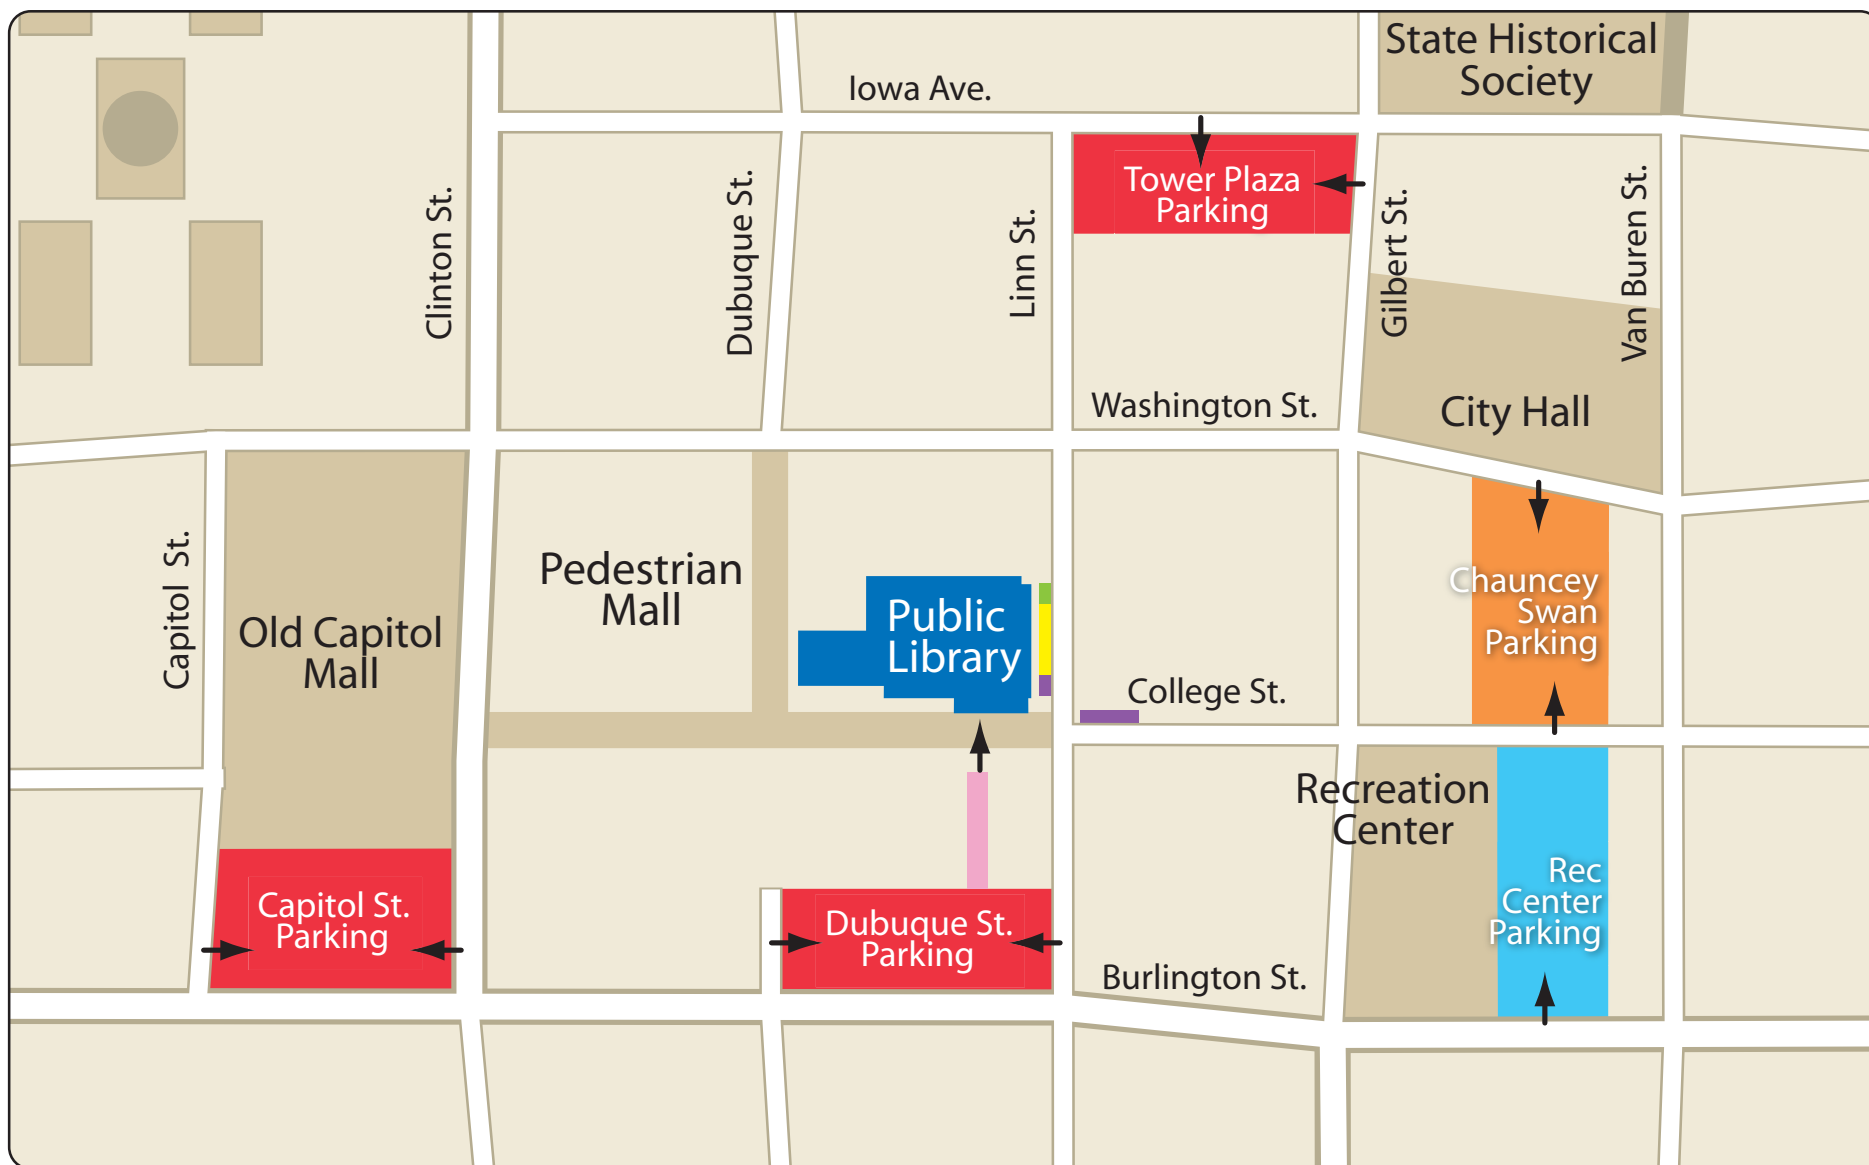 State Historical
Society
Iowa Ave.
Tower Plaza
Parking
Clinton St.
Dubuque St.
Linn St.
Gilbert St.
Van Buren St.
Washington St.
City Hall
Capitol St.
Old Capitol
Mall
Pedestrian
Mall
Public
Library
College St.
Chauncey
Swan
Parking
Recreation
Center
Rec
Center
Parking
Capitol St.
Parking
Dubuque St.
Parking
Burlington St.